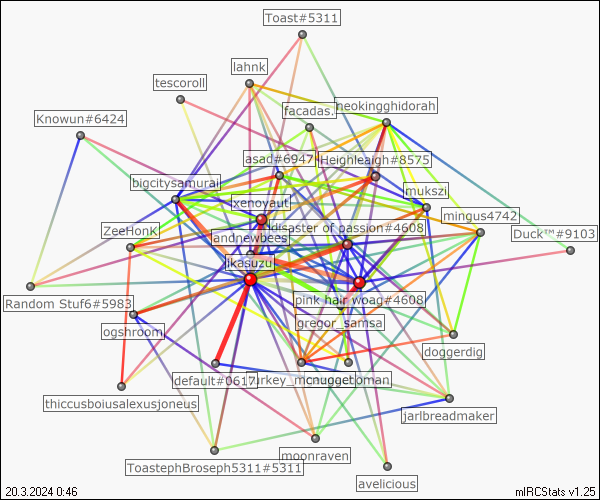 Toast#5311
lahnk
tescoroll
neokingghidorah
facadas.
Knowun#6424
asad#6947
Heighleaigh#8575
bigcitysamurai
mukszi
xenoyaut
mingus4742
disaster of passion#4608
ZeeHonK
andnewbees
Duck™#9103
jkasuzu
Random Stuf6#5983
pink hair woag#4608
gregor_samsa
ogshroom
doggerdig
default#0617
turkey_mcnugget
thiccusboiusalexusjoneus
jarlbreadmaker
moonraven
ToastephBroseph5311#5311
avelicious
20.3.2024 0:46
mIRCStats v1.25